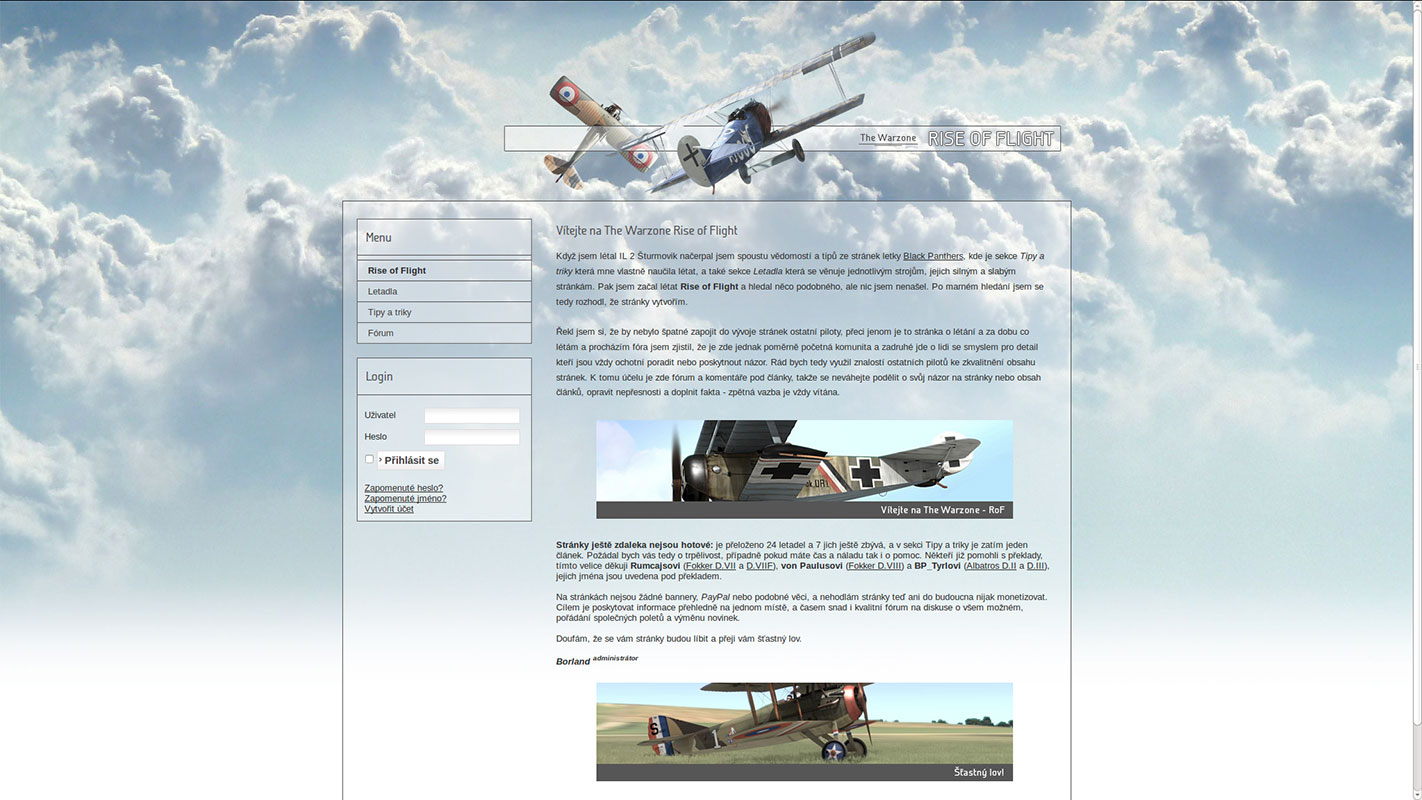 The Warzone RISE OF FLIGHT
Menu
Rise of Flight
Letadla
Tipy a triky
Fórum
Login
Uživatel
Heslo
› Přihlásit se
Zapomenuté heslo?
Zapomenuté jméno?
Vytvořit účet
Vítejte na The Warzone Rise of Flight
Když jsem létal IL 2 Šturmovik načerpal jsem spoustu vědomostí a tipů ze stránek letky Black Panthers, kde je sekce Tipy a
triky která mne vlastně naučila létat, a také sekce Letadla která se věnuje jednotlivým strojům, jejich silným a slabým
stránkám. Pak jsem začal létat Rise of Flight a hledal něco podobného, ale nic jsem nenašel. Po marném hledání jsem se
tedy rozhodl, že stránky vytvořím.
Řekl jsem si, že by nebylo špatné zapojit do vývoje stránek ostatní piloty, přeci jenom je to stránka o létání a za dobu co
létám a procházím fóra jsem zjistil, že je zde jednak poměrně početná komunita a zadruhé jde o lidi se smyslem pro detail
kteří jsou vždy ochotní poradit nebo poskytnout názor. Rád bych tedy využil znalostí ostatních pilotů ke zkvalitnění obsahu
stránek. K tomu účelu je zde fórum a komentáře pod články, takže se neváhejte podělit o svůj názor na stránky nebo obsah
článků, opravit nepřesnosti a doplnit fakta - zpětná vazba je vždy vítána.
Vítejte na The Warzone - RoF
Stránky ještě zdaleka nejsou hotové: je přeloženo 24 letadel a 7 jich ještě zbývá, a v sekci Tipy a triky je zatím jeden
článek. Požádal bych vás tedy o trpělivost, případně pokud máte čas a náladu tak i o pomoc. Někteří již pomohli s překlady,
tímto velice děkuji Rumcajsovi (Fokker D.VII a D.VIIF), von Paulusovi (Fokker D.VIII) a BP_Tyrlovi (Albatros D.II a D.III),
jejich jména jsou uvedena pod překladem.
Na stránkách nejsou žádné bannery, PayPal nebo podobné věci, a nehodlám stránky teď ani do budoucna nijak monetizovat.
Cílem je poskytovat informace přehledně na jednom místě, a časem snad i kvalitní fórum na diskuse o všem možném,
pořádání společných poletů a výměnu novinek.
Doufám, že se vám stránky budou líbit a přeji vám šťastný lov.
Borland administrátor
S
Šťastný lov!